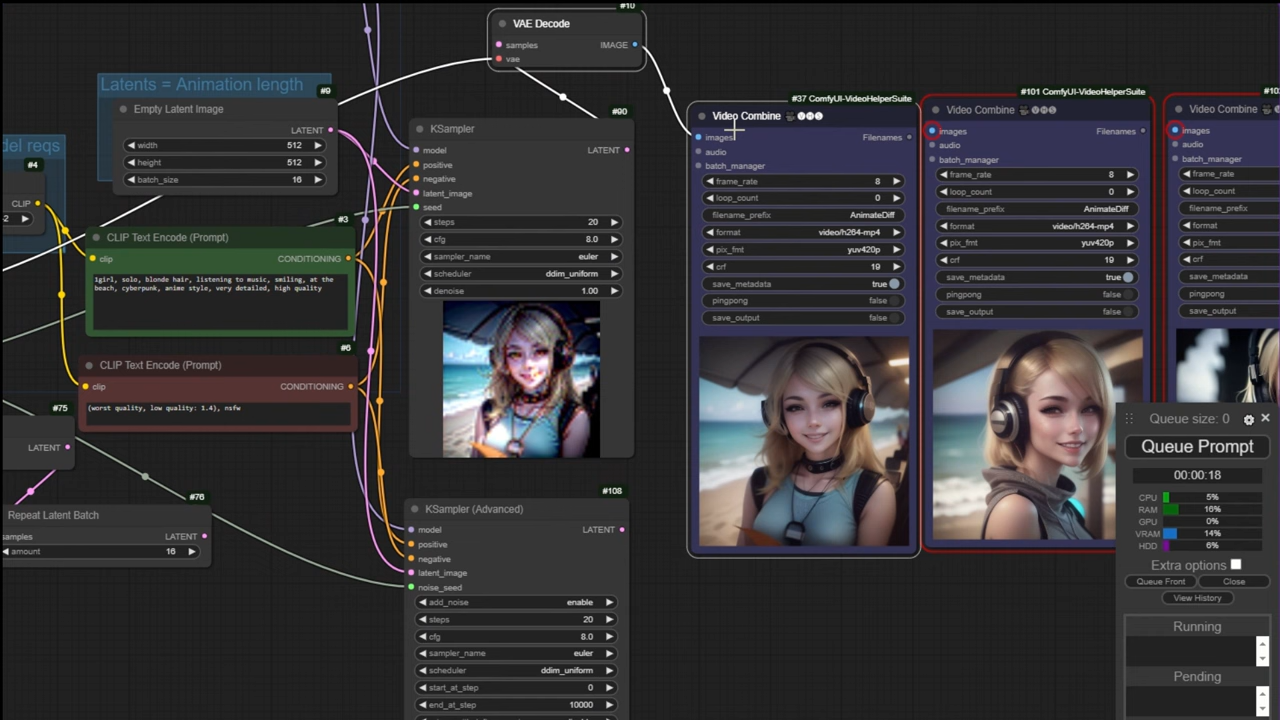 #10
VAE Decode
samples
IMAGE
vae
Latents = Animation length
#9
Empty Latent Image
LATENT
width 512
height 512
batch_size 16
del reqs
#4
CLIP
#3
CLIP Text Encode (Prompt)
clip
CONDITIONING
1girl, solo, blonde hair, listening to music, smiling, at the
beach, cyberpunk, anime style, very detailed, high quality
#6
CLIP Text Encode (Prompt)
clip
CONDITIONING
(worst quality, low quality: 1.4), nsfw
#75
LATENT
#76
Repeat Latent Batch
samples
LATENT
amount 16
#90
KSampler
model
LATENT
positive
negative
latent_image
seed
steps 20
cfg 8.0
sampler_name euler
scheduler ddim_uniform
denoise 1.00
#108
KSampler (Advanced)
model
LATENT
positive
negative
latent_image
noise_seed
add_noise enable
steps 20
cfg 8.0
sampler_name euler
scheduler ddim_uniform
start_at_step 0
end_at_step 10000
#37 ComfyUI-VideoHelperSuite
Video Combine 🎥🅥🅗🅢
images
Filenames
audio
batch_manager
frame_rate 8
loop_count 0
filename_prefix AnimateDiff
format video/h264-mp4
pix_fmt yuv420p
crf 19
save_metadata true
pingpong false
save_output false
#101 ComfyUI-VideoHelperSuite
Video Combine 🎥🅥🅗🅢
images
Filenames
audio
batch_manager
frame_rate 8
loop_count 0
filename_prefix AnimateDiff
format video/h264-mp4
pix_fmt yuv420p
crf 19
save_metadata true
pingpong false
save_output false
Video Combine
images
audio
batch_manager
frame_rate
loop_count
filename_prefix
format
pix_fmt
crf
save_metadata
pingpong
save_output
Queue size: 0
Queue Prompt
00:00:18
CPU 5%
RAM 16%
GPU 0%
VRAM 14%
HDD 6%
Extra options
Queue Front
Close
View History
Running
Pending